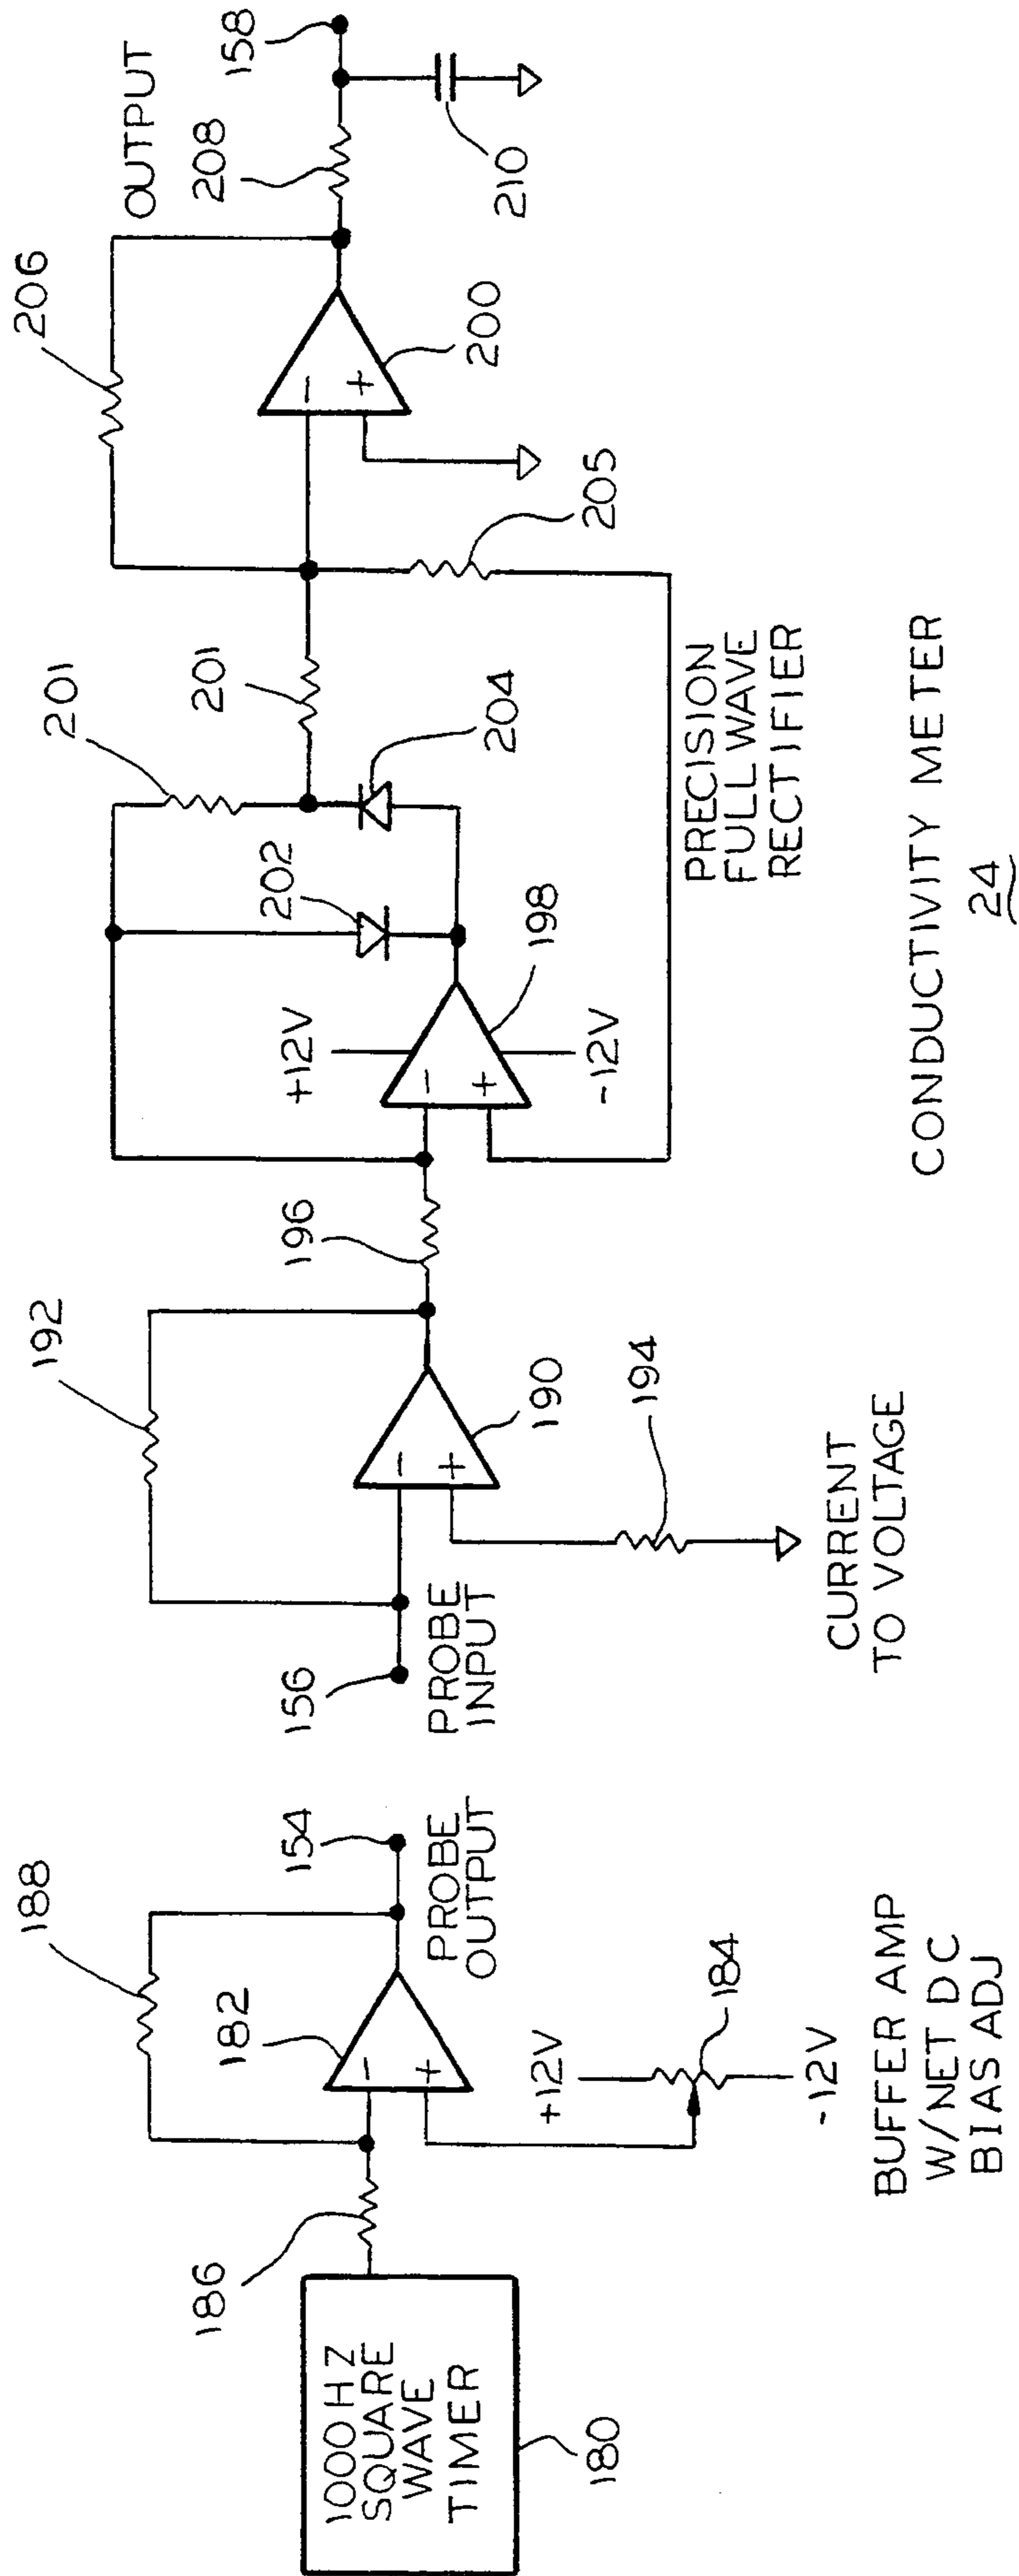 1000 HZ
SQUARE
WAVE
TIMER
180
186
188
182
154
PROBE
OUTPUT
+12V
184
-12V
BUFFER AMP
W/NET DC
BIAS ADJ
192
156
PROBE
INPUT
190
194
CURRENT
TO VOLTAGE
196
+12V
-12V
198
202
201
201
204
PRECISION
FULL WAVE
RECTIFIER
205
206
200
OUTPUT
208
158
210
CONDUCTIVITY METER
24
− + − + − + − +